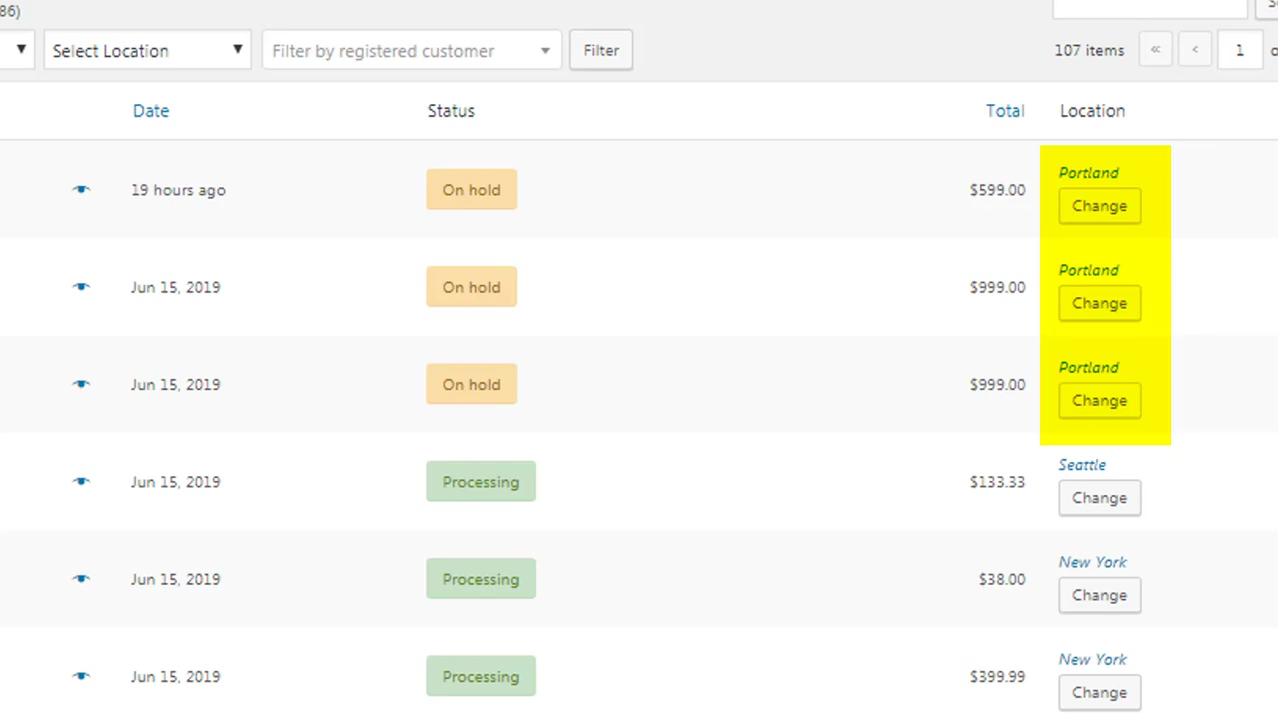 86)
Select Location
Filter by registered customer
Filter
107 items « ‹ 1
Date Status Total Location
19 hours ago On hold $599.00 Portland
Change
Jun 15, 2019 On hold $999.00 Portland
Change
Jun 15, 2019 On hold $999.00 Portland
Change
Jun 15, 2019 Processing $133.33 Seattle
Change
Jun 15, 2019 Processing $38.00 New York
Change
Jun 15, 2019 Processing $399.99 New York
Change